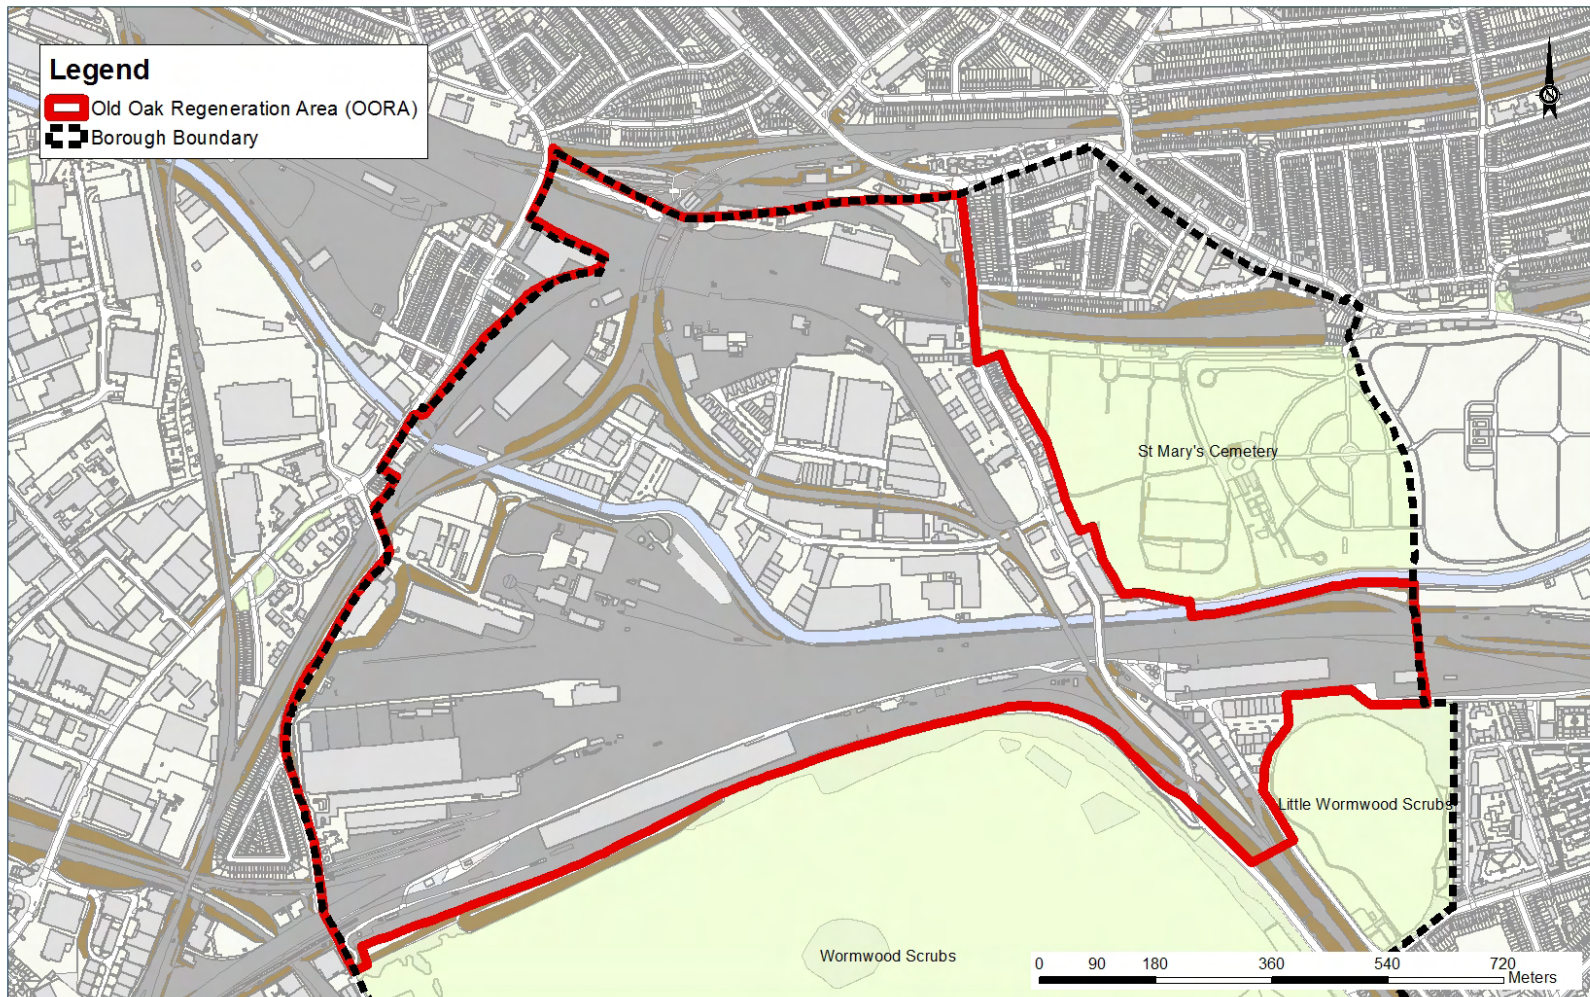 Legend
Old Oak Regeneration Area (OORA)
Borough Boundary
St Mary's Cemetery
Little Wormwood Scrubs
Wormwood Scrubs
0 90 180 360 540 720
Meters